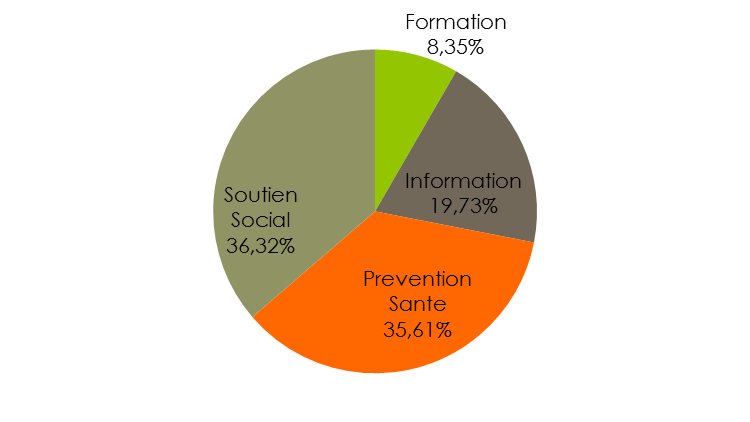 Formation
8,35%
Information
19,73%
Prevention
Sante
35,61%
Soutien
Social
36,32%